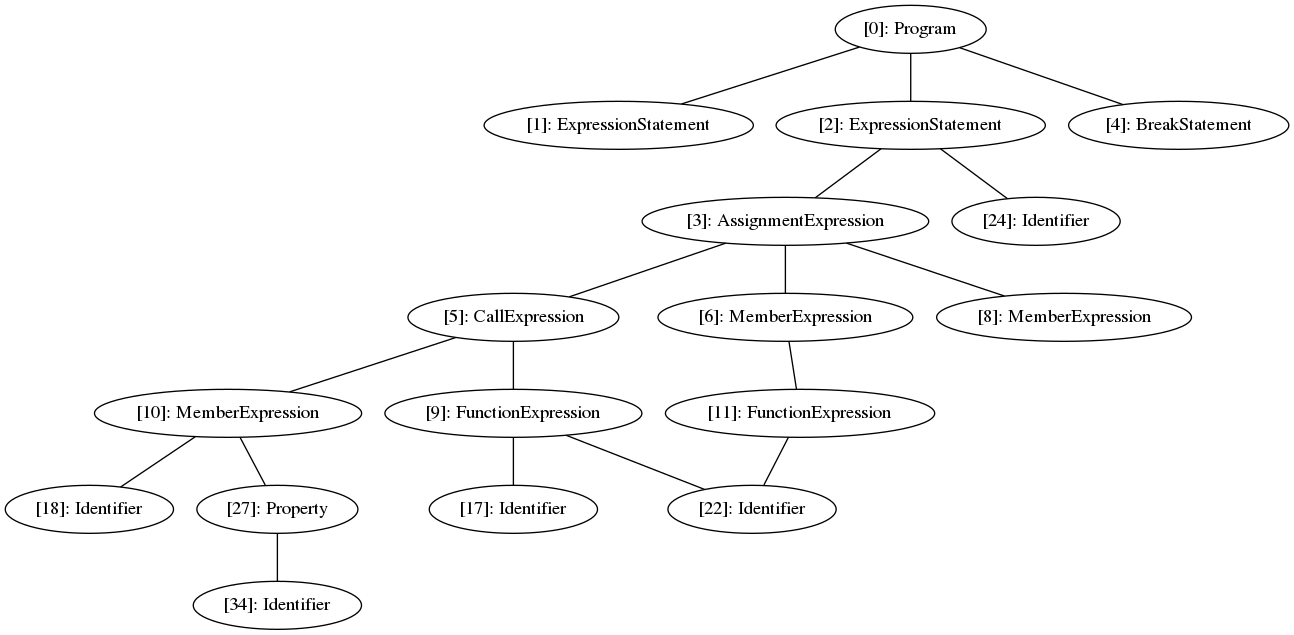 [0]: Program
[1]: ExpressionStatement
[2]: ExpressionStatement
[4]: BreakStatement
[3]: AssignmentExpression
[24]: Identifier
[5]: CallExpression
[6]: MemberExpression
[8]: MemberExpression
[10]: MemberExpression
[9]: FunctionExpression
[11]: FunctionExpression
[18]: Identifier
[27]: Property
[17]: Identifier
[22]: Identifier
[34]: Identifier